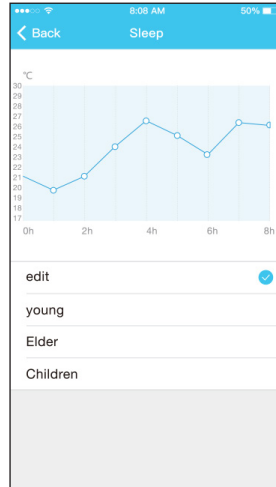 8:08 AM
50%
Back
Sleep
℃
30
29
28
27
26
25
24
23
22
21
20
19
18
17
0h 2h 4h 6h 8h
edit
young
Elder
Children